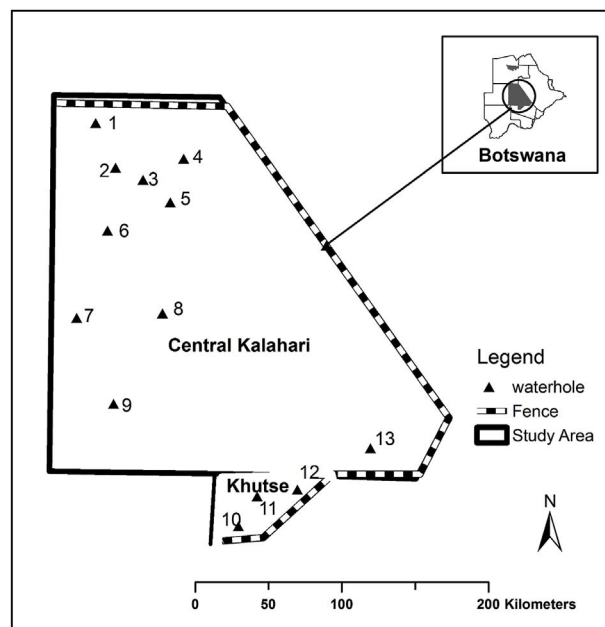 Botswana
1
2
3
4
5
6
7
8
Central Kalahari
9
13
Khutse
12
11
10
Legend
waterhole
Fence
Study Area
N
0 50 100 200 Kilometers